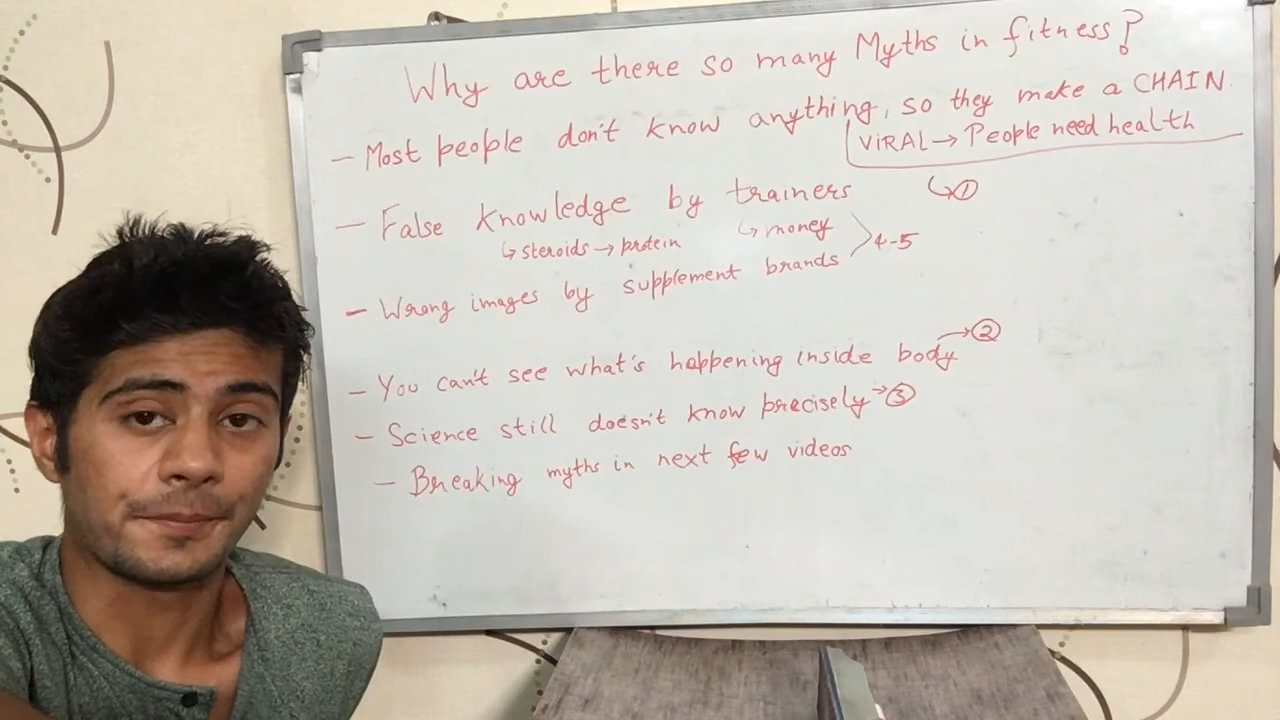 Why are there so many Myths in fitness?
- Most people don't know anything, so they make a CHAIN.
VIRAL → People need health
↳ ①
- False knowledge by trainers
↳ steroids → protein ↳ money
4-5
- Wrong images by supplement brands
- You can't see what's happening inside body → ②
- Science still doesn't know precisely → ③
- Breaking myths in next few videos